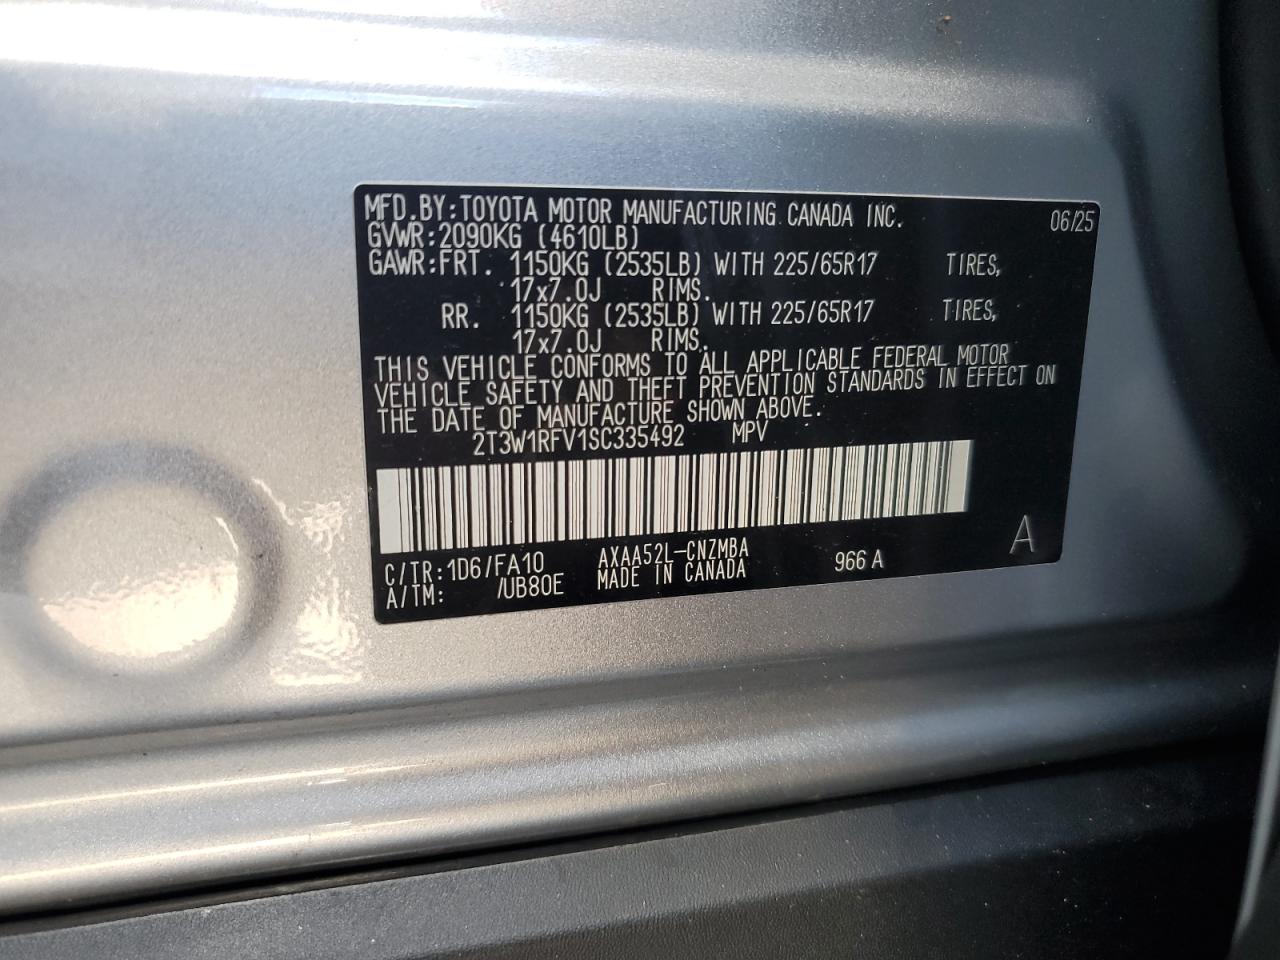 MFD.BY:TOYOTA MOTOR MANUFACTURING CANADA INC. 06/25
GVWR:2090KG (4610LB)
GAWR:FRT. 1150KG (2535LB) WITH 225/65R17 TIRES,
17x7.0J RIMS.
RR. 1150KG (2535LB) WITH 225/65R17 TIRES,
17x7.0J RIMS.
THIS VEHICLE CONFORMS TO ALL APPLICABLE FEDERAL MOTOR
VEHICLE SAFETY AND THEFT PREVENTION STANDARDS IN EFFECT ON
THE DATE OF MANUFACTURE SHOWN ABOVE.
2T3W1RFV1SC335492 MPV
A
C/TR:1D6/FA10 AXAA52L-CNZMBA 966 A
A/TM: /UB80E MADE IN CANADA